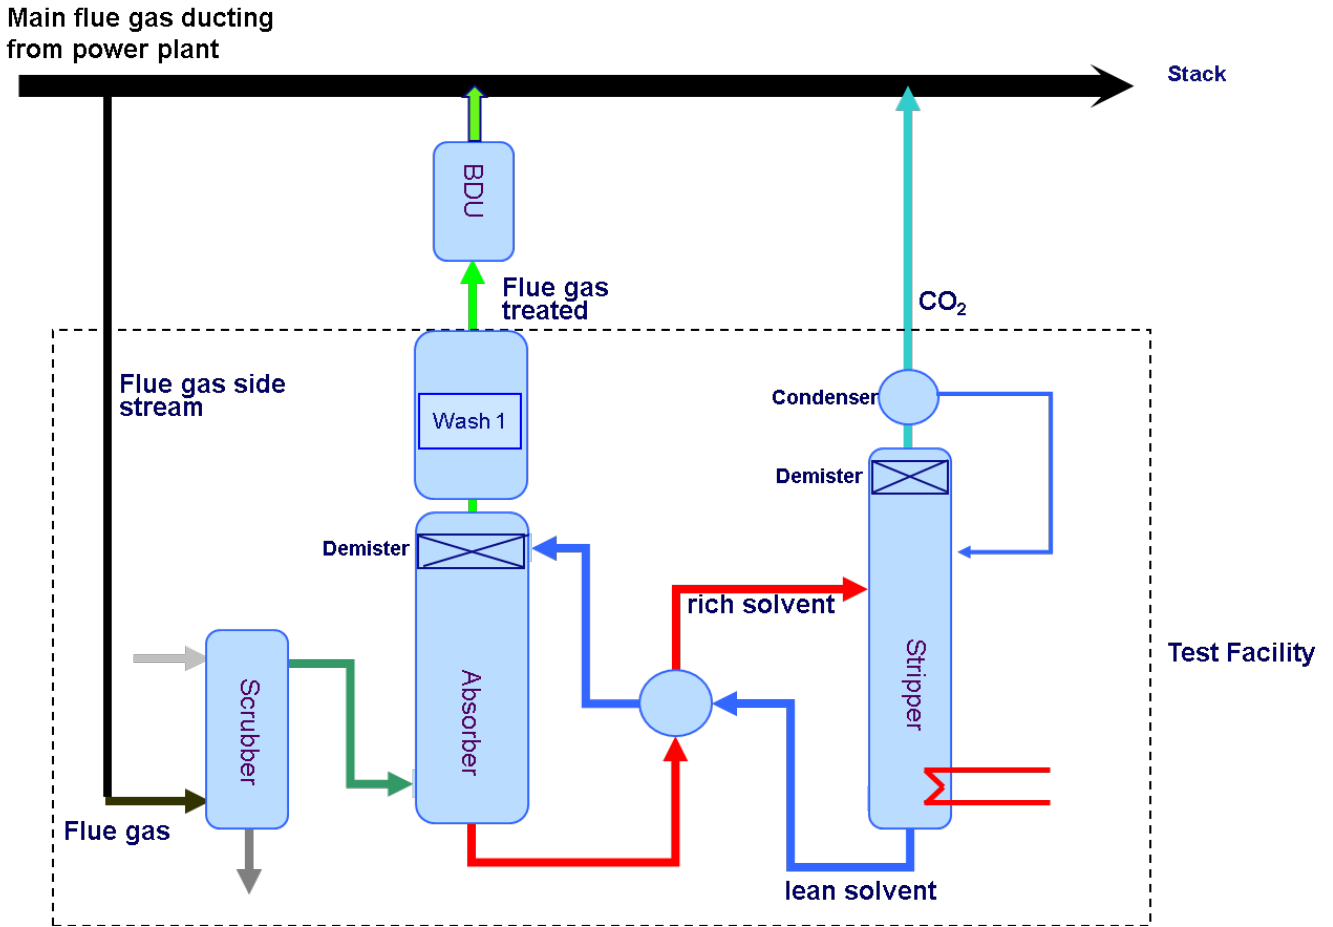 Main flue gas ducting
from power plant
Stack
BDU
Flue gas
treated
CO₂
Flue gas side
stream
Condenser
Wash 1
Demister
Demister
rich solvent
Stripper
Test Facility
Scrubber
Absorber
Flue gas
lean solvent